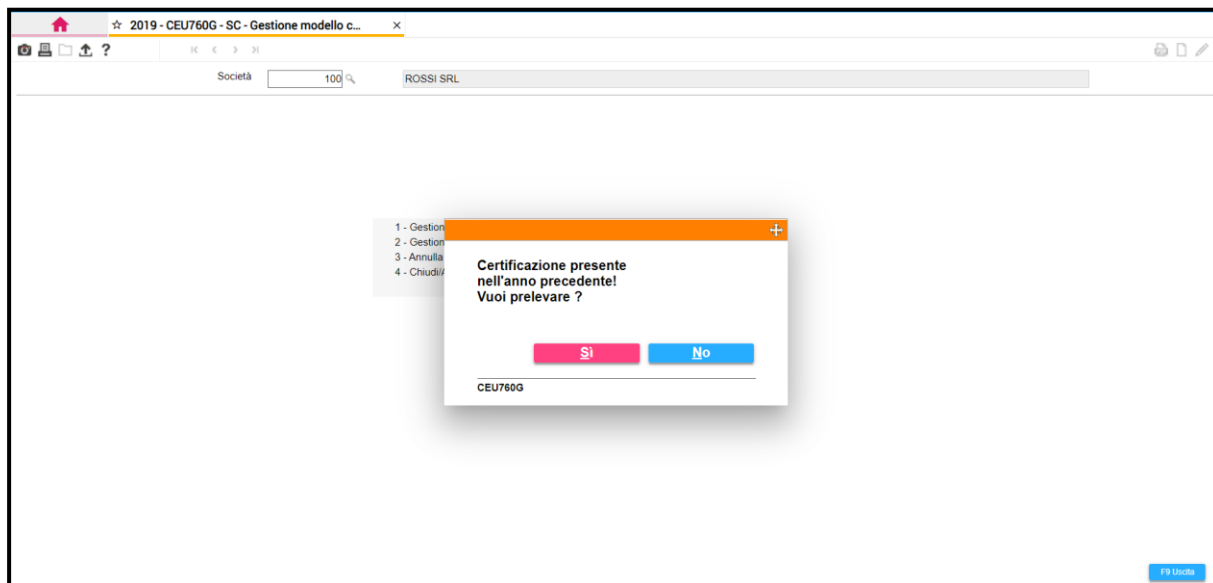 ☆ 2019 - CEU760G - SC - Gestione modello c... ×
?
Società 100 ROSSI SRL
1 - Gestion
2 - Gestion
3 - Annulla
4 - Chiudi/A
Certificazione presente
nell'anno precedente!
Vuoi prelevare ?
Sì No
CEU760G
F9 Uscita